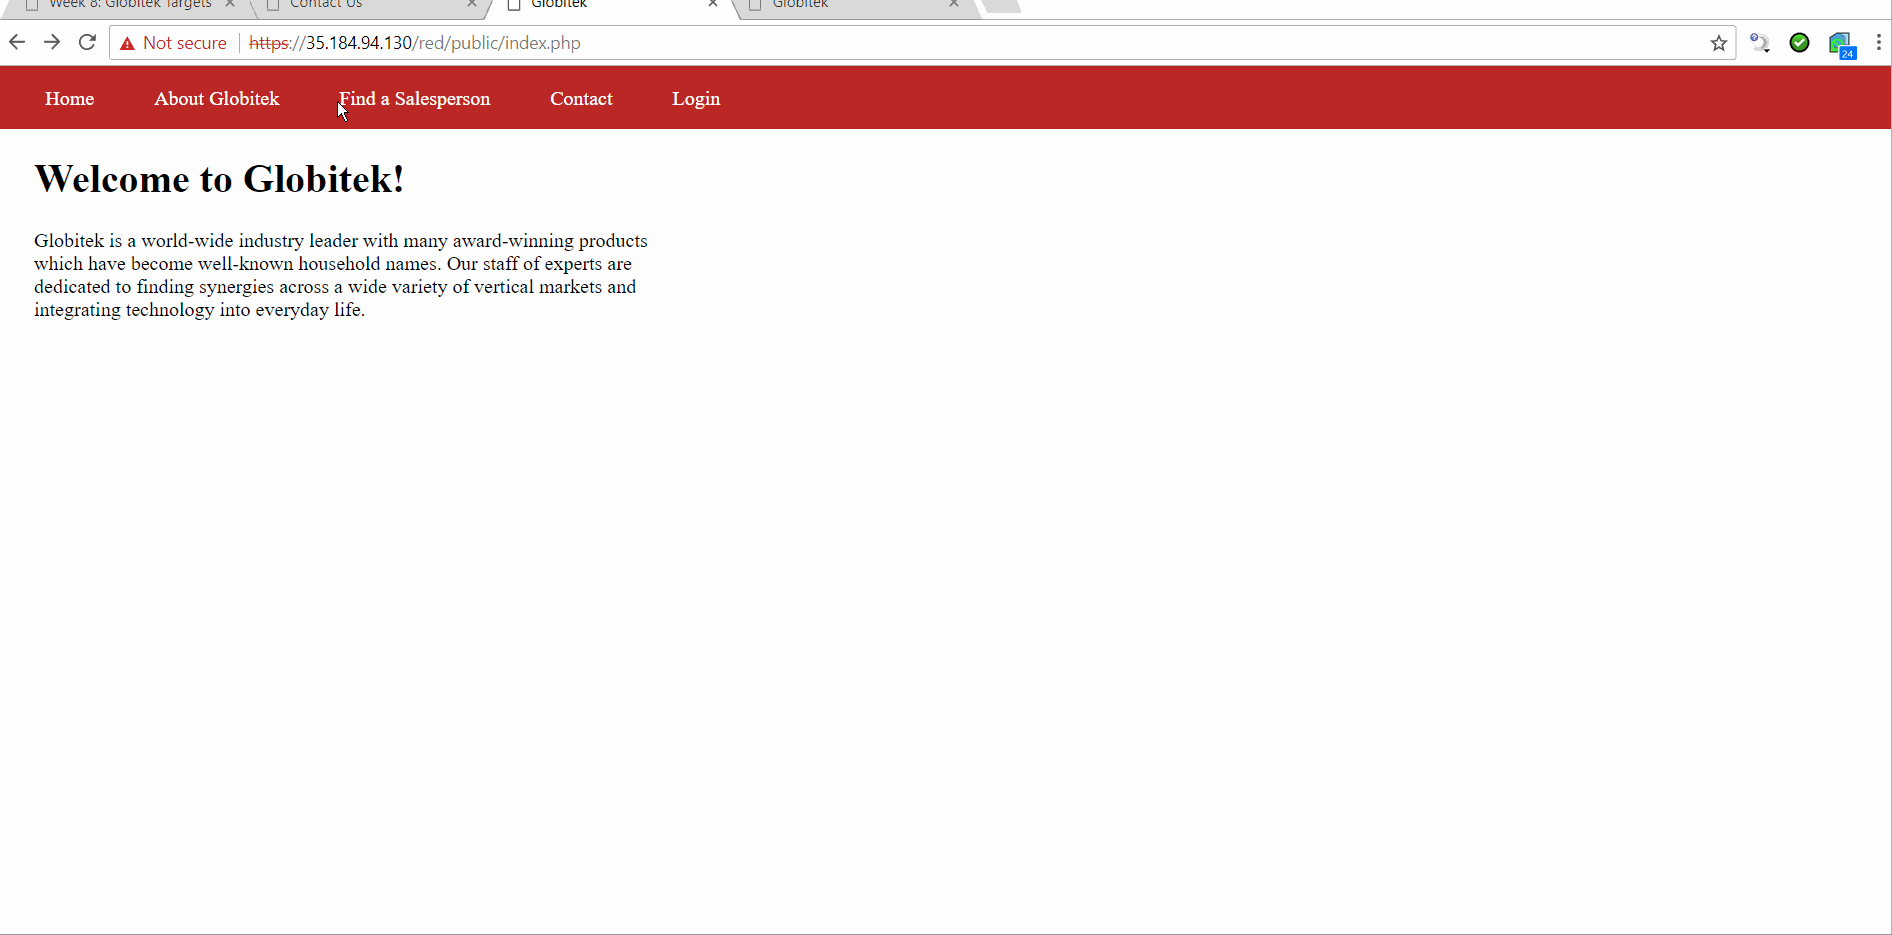 Week 8: Globitek Targets
Contact Us
Globitek
Globitek
Not secure
https://35.184.94.130/red/public/index.php
24
Home
About Globitek
Find a Salesperson
Contact
Login
Welcome to Globitek!
Globitek is a world-wide industry leader with many award-winning products
which have become well-known household names. Our staff of experts are
dedicated to finding synergies across a wide variety of vertical markets and
integrating technology into everyday life.